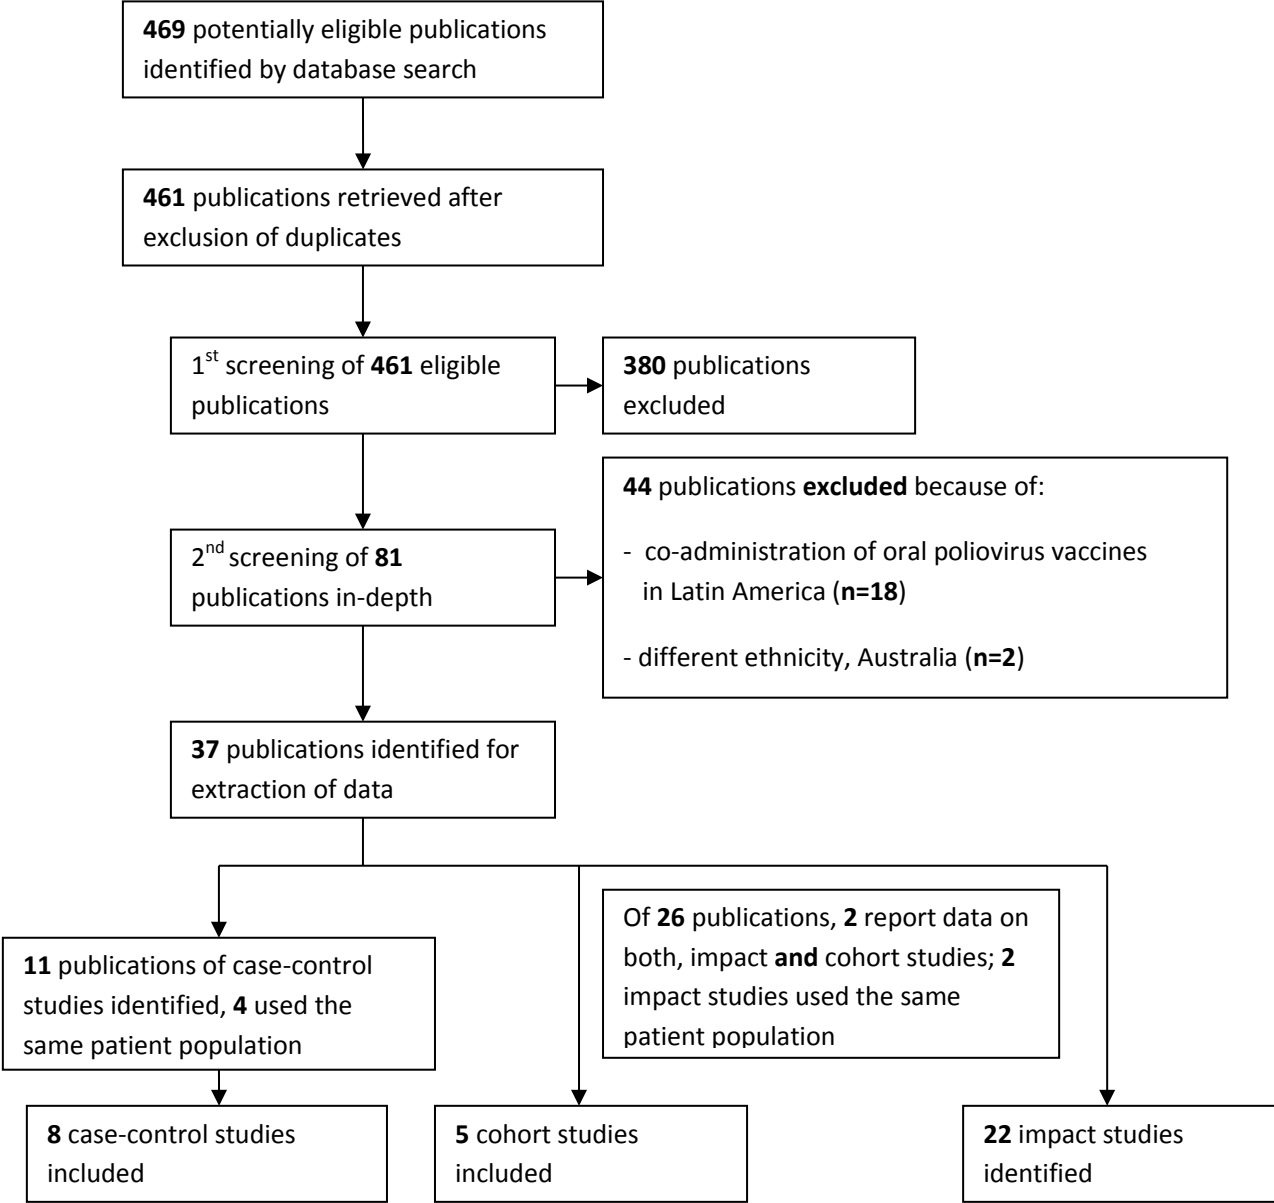 469 potentially eligible publications
identified by database search
461 publications retrieved after
exclusion of duplicates
1st screening of 461 eligible
publications
380 publications
excluded
2nd screening of 81
publications in-depth
44 publications excluded because of:
- co-administration of oral poliovirus vaccines
in Latin America (n=18)
- different ethnicity, Australia (n=2)
37 publications identified for
extraction of data
11 publications of case-control
studies identified, 4 used the
same patient population
Of 26 publications, 2 report data on
both, impact and cohort studies; 2
impact studies used the same
patient population
8 case-control studies
included
5 cohort studies
included
22 impact studies
identified